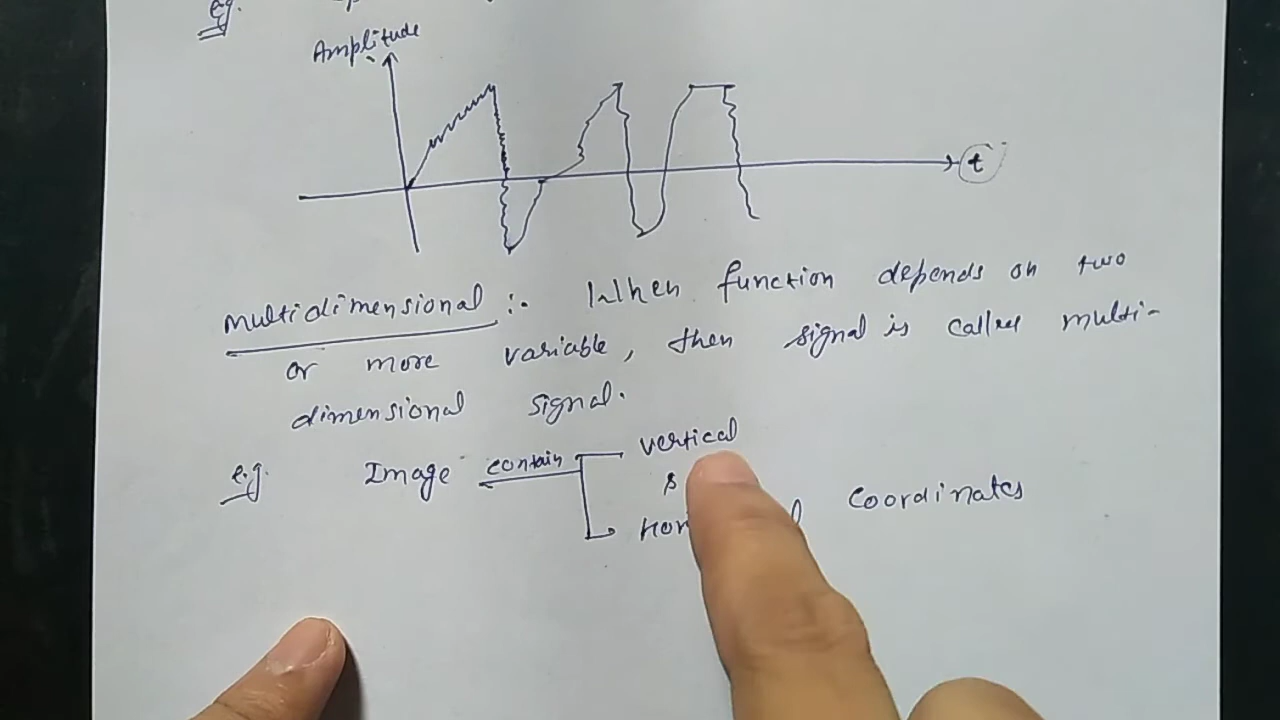 eg.
Amplitude
t
Multidimensional :- When function depends on two
or more variable, then signal is called multi-
dimensional signal.
e.g. Image contain vertical
&
coordinates